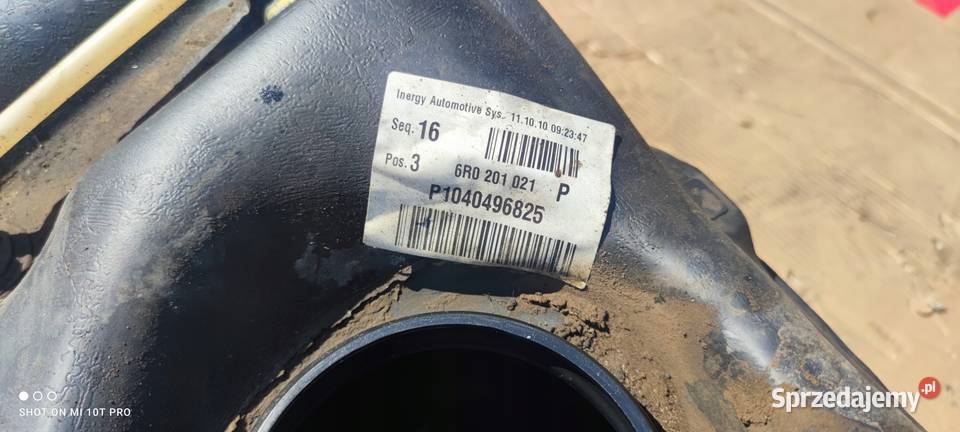 Inergy Automotive Sys. 11.10.10 09:23:47
Seq. 16
Pos. 3
6R0 201 021 P
P1040496825
SHOT ON MI 10T PRO
Sprzedajemy .pl